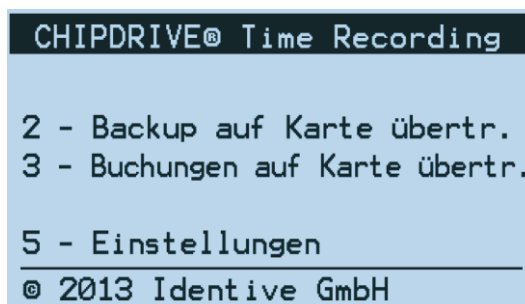 CHIPDRIVE® Time Recording
2 - Backup auf Karte übertr.
3 - Buchungen auf Karte übertr.
5 - Einstellungen
© 2013 Identive GmbH